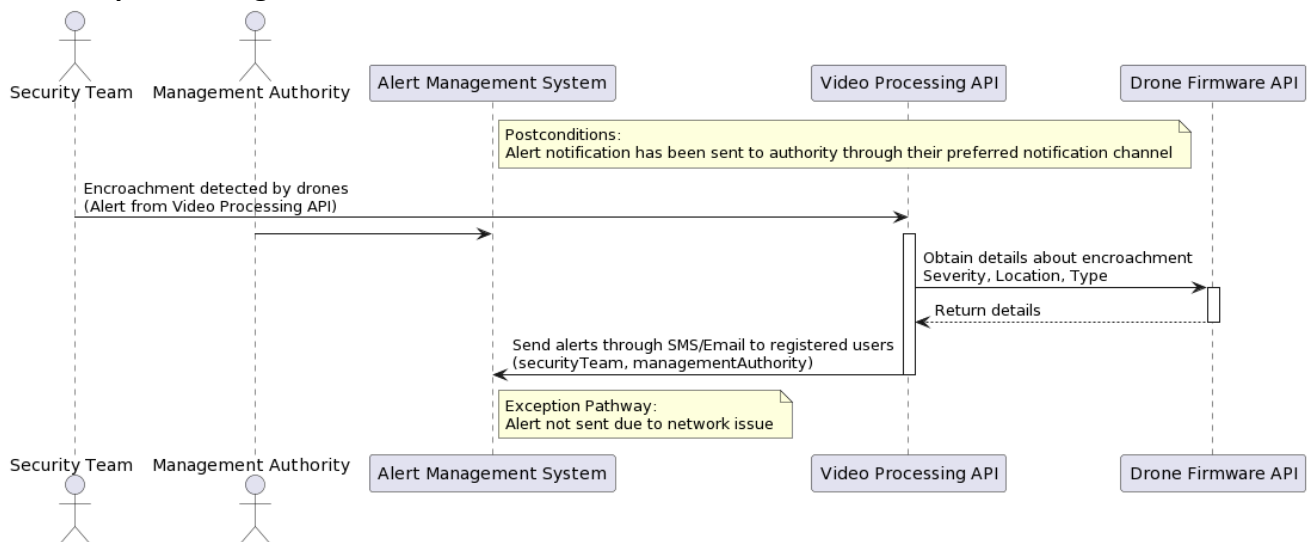 Security Team
Management Authority
Alert Management System
Video Processing API
Drone Firmware API
Postconditions:
Alert notification has been sent to authority through their preferred notification channel
Encroachment detected by drones
(Alert from Video Processing API)
Obtain details about encroachment
Severity, Location, Type
Return details
Send alerts through SMS/Email to registered users
(securityTeam, managementAuthority)
Exception Pathway:
Alert not sent due to network issue
Security Team
Management Authority
Alert Management System
Video Processing API
Drone Firmware API